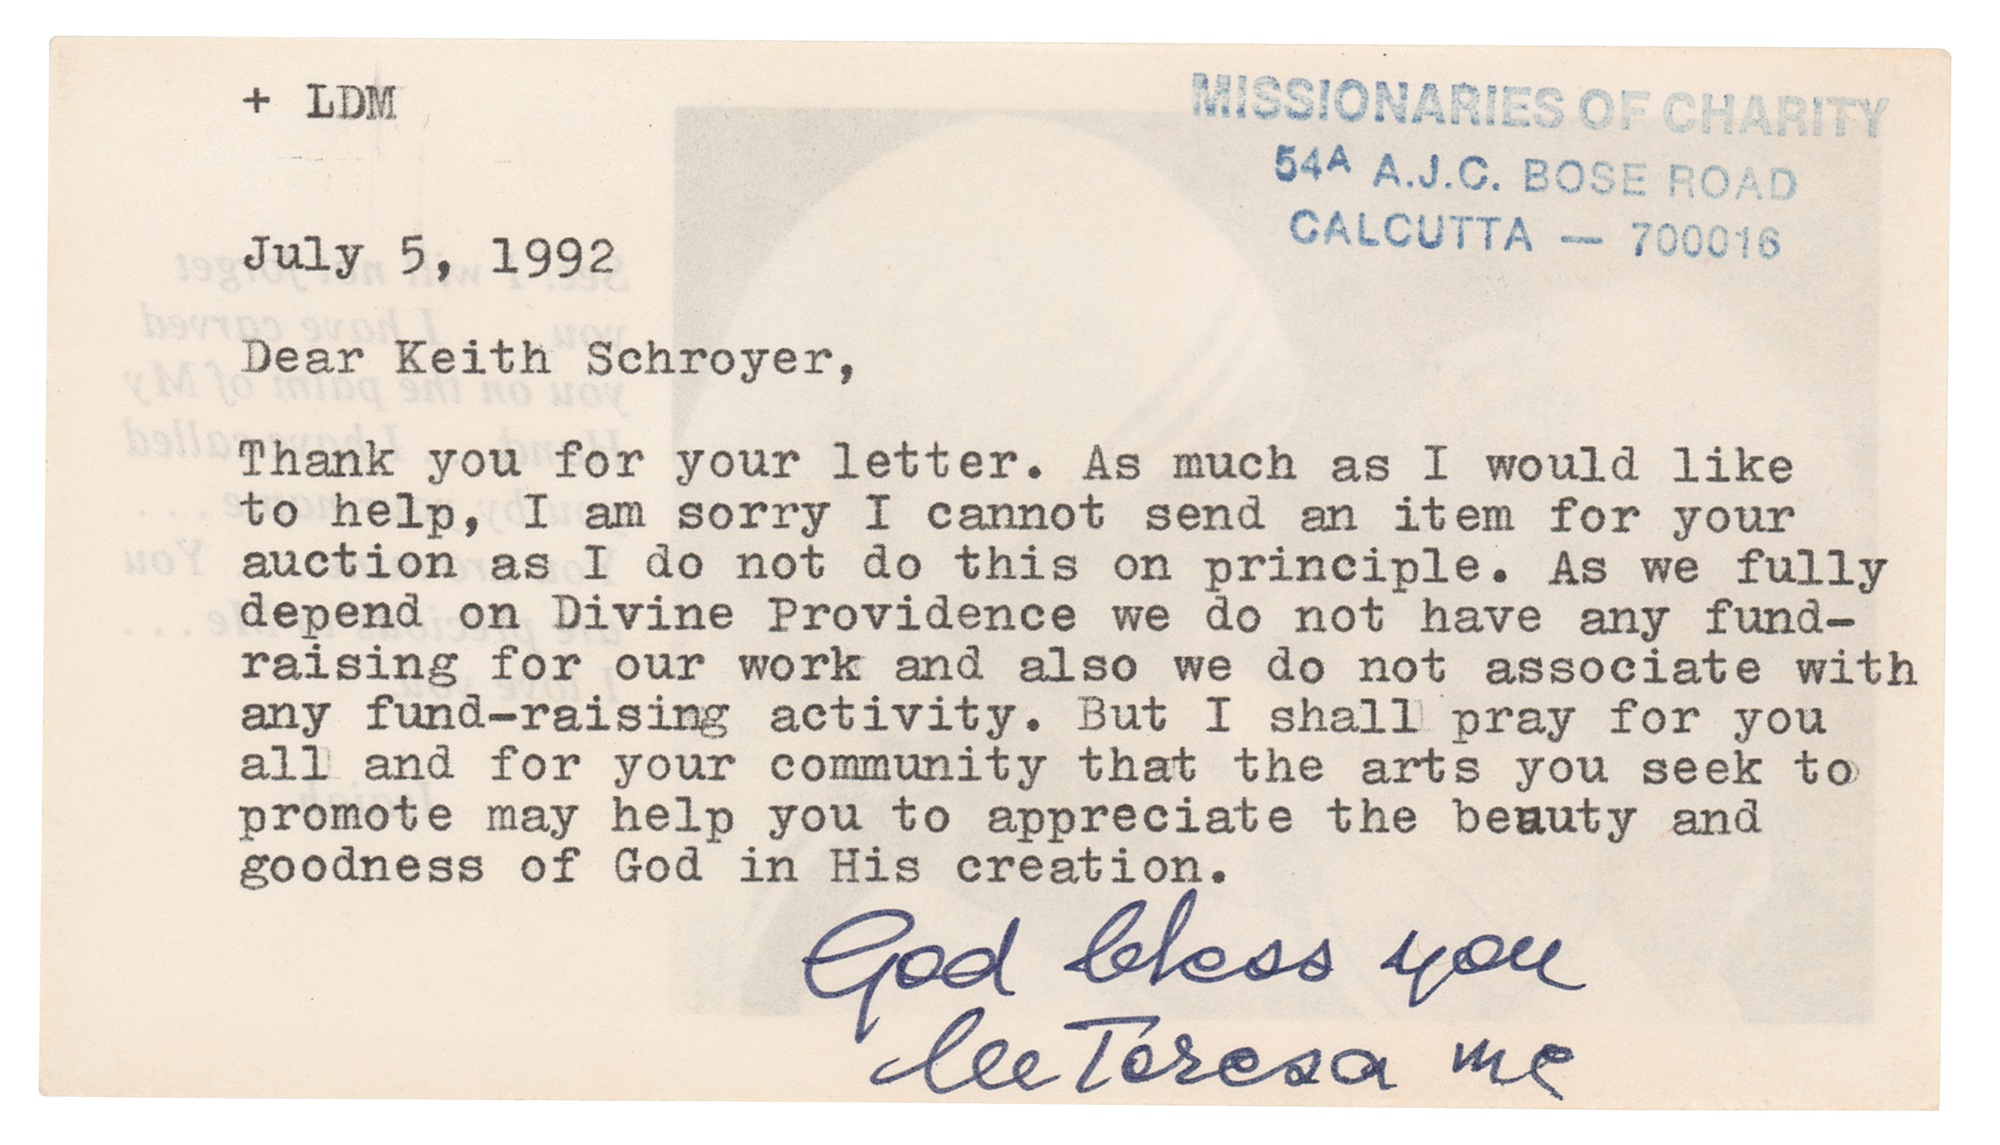 + LDM
MISSIONARIES OF CHARITY
54A A.J.C. BOSE ROAD
CALCUTTA — 700016
July 5, 1992
Dear Keith Schroyer,
Thank you for your letter. As much as I would like
to help, I am sorry I cannot send an item for your
auction as I do not do this on principle. As we fully
depend on Divine Providence we do not have any fund-
raising for our work and also we do not associate with
any fund-raising activity. But I shall pray for you
all and for your community that the arts you seek to
promote may help you to appreciate the beauty and
goodness of God in His creation.
God bless you
lee Teresa mc